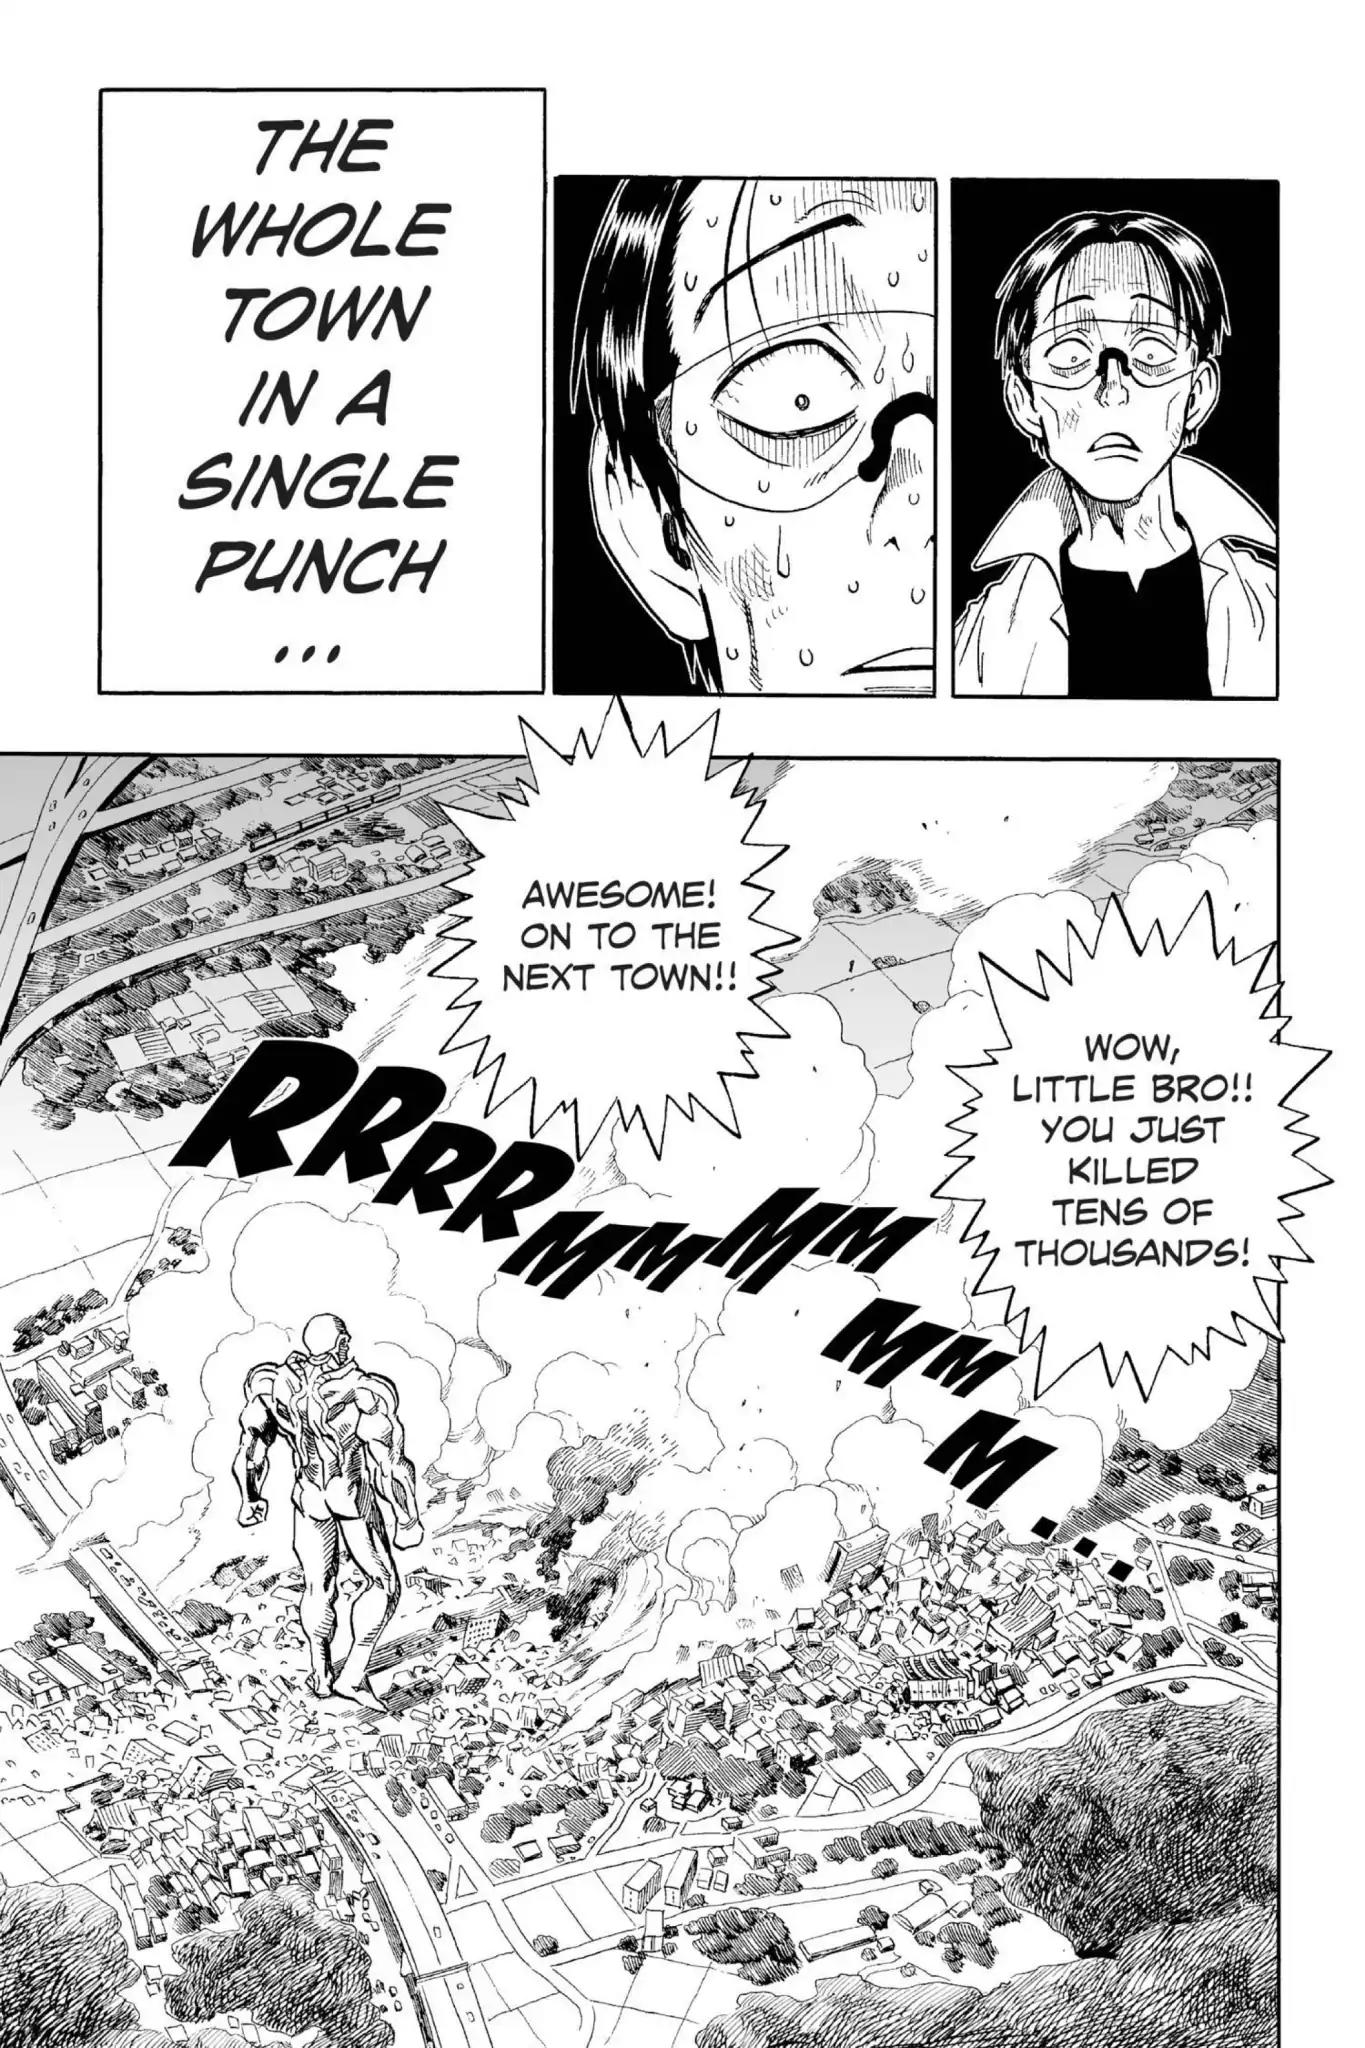 THE
WHOLE
TOWN
IN A
SINGLE
PUNCH
...
WOW,
LITTLE BRO!!
YOU JUST
KILLED
TENS OF
THOUSANDS!
AWESOME!
ON TO THE
NEXT TOWN!!
RRRRMMMMMMMM...